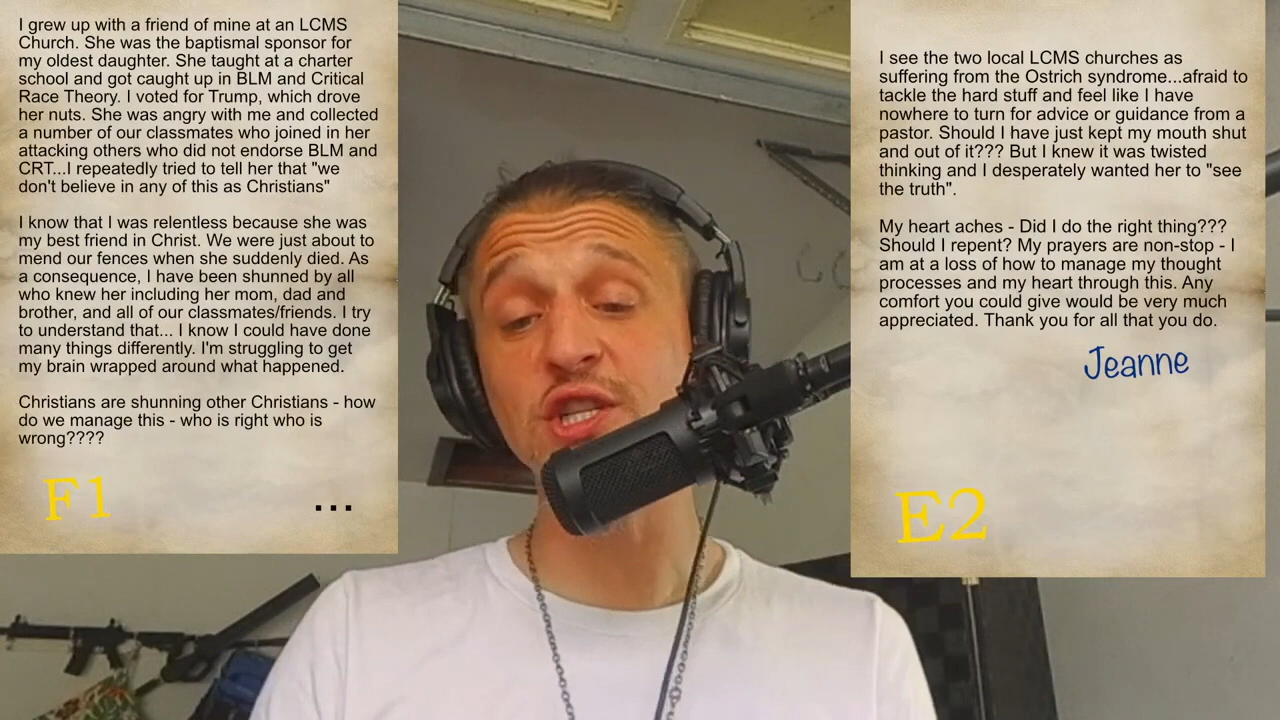 I grew up with a friend of mine at an LCMS
Church. She was the baptismal sponsor for
my oldest daughter. She taught at a charter
school and got caught up in BLM and Critical
Race Theory. I voted for Trump, which drove
her nuts. She was angry with me and collected
a number of our classmates who joined in her
attacking others who did not endorse BLM and
CRT...I repeatedly tried to tell her that "we
don't believe in any of this as Christians"
I know that I was relentless because she was
my best friend in Christ. We were just about to
mend our fences when she suddenly died. As
a consequence, I have been shunned by all
who knew her including her mom, dad and
brother, and all of our classmates/friends. I try
to understand that... I know I could have done
many things differently. I'm struggling to get
my brain wrapped around what happened.
Christians are shunning other Christians - how
do we manage this - who is right who is
wrong????
F1
...
I see the two local LCMS churches as
suffering from the Ostrich syndrome...afraid to
tackle the hard stuff and feel like I have
nowhere to turn for advice or guidance from a
pastor. Should I have just kept my mouth shut
and out of it??? But I knew it was twisted
thinking and I desperately wanted her to "see
the truth".
My heart aches - Did I do the right thing???
Should I repent? My prayers are non-stop - I
am at a loss of how to manage my thought
processes and my heart through this. Any
comfort you could give would be very much
appreciated. Thank you for all that you do.
Jeanne
E2